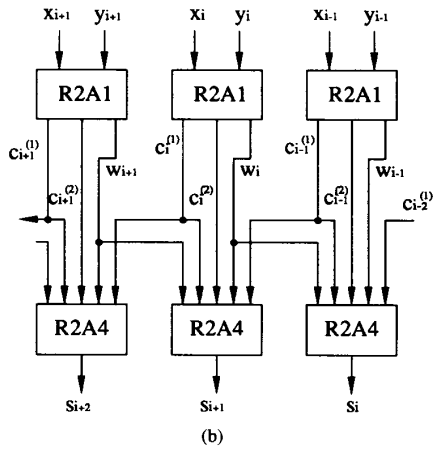 xi+1 yi+1 xi yi xi-1 yi-1
R2A1 R2A1 R2A1
ci+1(1) ci(1) ci-1(1)
wi+1 wi wi-1
ci+1(2) ci(2) ci-1(2) ci-2(1)
R2A4 R2A4 R2A4
si+2 si+1 si
(b)